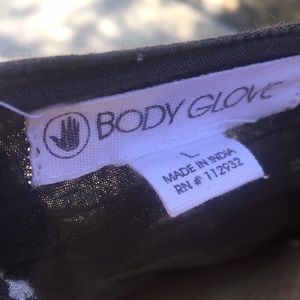 BODY GLOVE
L
MADE IN INDIA
RN # 112932